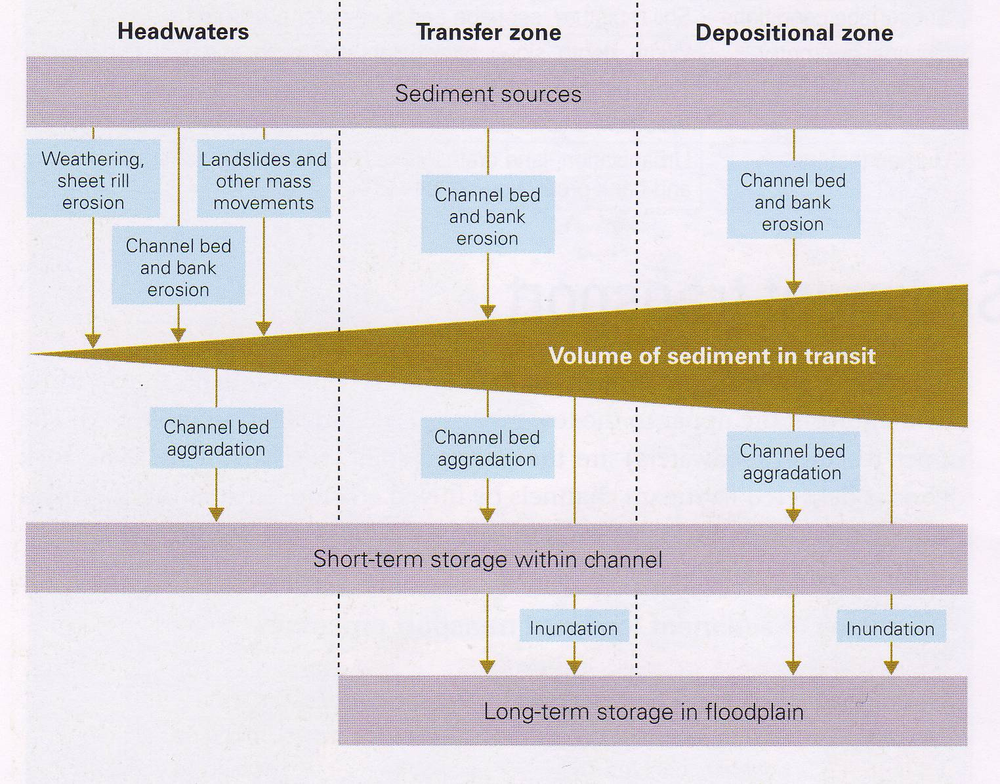 Headwaters
Transfer zone
Depositional zone
Sediment sources
Weathering,
sheet rill
erosion
Channel bed
and bank
erosion
Landslides and
other mass
movements
Channel bed
and bank
erosion
Channel bed
and bank
erosion
Volume of sediment in transit
Channel bed
aggradation
Channel bed
aggradation
Channel bed
aggradation
Short-term storage within channel
Inundation
Inundation
Long-term storage in floodplain